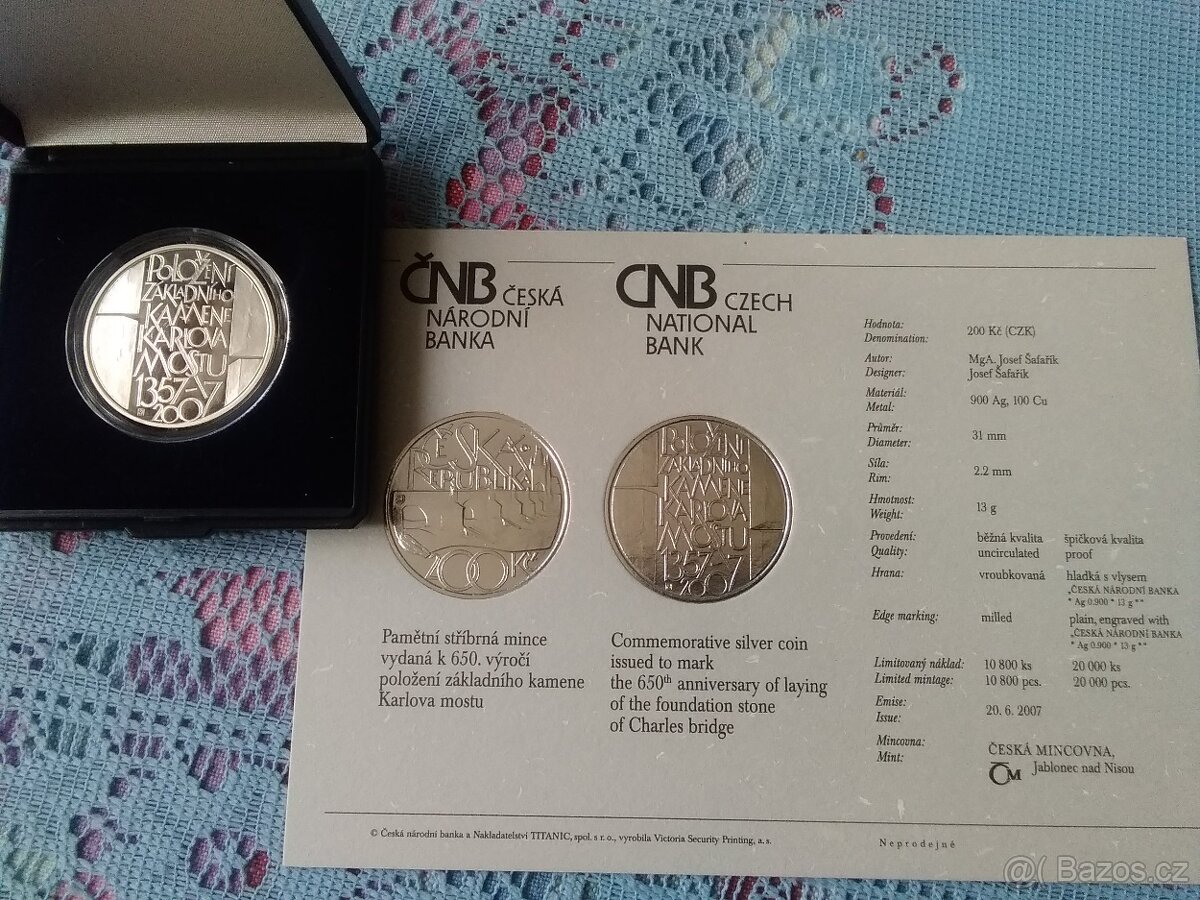 POLOŽENÍ
ZÁKLADNÍHO
KAMENE
KARLOVA
MOSTU
1357
2007
ČNB ČESKÁ
NÁRODNÍ
BANKA
CNB CZECH
NATIONAL
BANK
ČESKÁ
REPUBLIKA
200 Kč
POLOŽENÍ
ZÁKLADNÍHO
KAMENE
KARLOVA
MOSTU
1357
2007
Pamětní stříbrná mince
vydaná k 650. výročí
položení základního kamene
Karlova mostu
Commemorative silver coin
issued to mark
the 650th anniversary of laying
of the foundation stone
of Charles bridge
Hodnota:
Denomination: 200 Kč (CZK)
Autor: MgA. Josef Šafařík
Designer: Josef Šafařík
Materiál:
Metal: 900 Ag, 100 Cu
Průměr:
Diameter: 31 mm
Síla:
Rim: 2.2 mm
Hmotnost:
Weight: 13 g
Provedení: běžná kvalita špičková kvalita
Quality: uncirculated proof
Hrana: vroubkovaná hladká s vlysem
„ČESKÁ NÁRODNÍ BANKA
* Ag 0.900 * 13 g *"
Edge marking: milled plain, engraved with
„ČESKÁ NÁRODNÍ BANKA
* Ag 0.900 * 13 g *"
Limitovaný náklad: 10 800 ks 20 000 ks
Limited mintage: 10 800 pcs. 20 000 pcs.
Emise:
Issue: 20. 6. 2007
Mincovna:
Mint: ČESKÁ MINCOVNA,
ČM Jablonec nad Nisou
© Česká národní banka a Nakladatelství TITANIC, spol. s r. o., vyrobila Victoria Security Printing, a. s.
Neprodejné
@( Bazos.cz